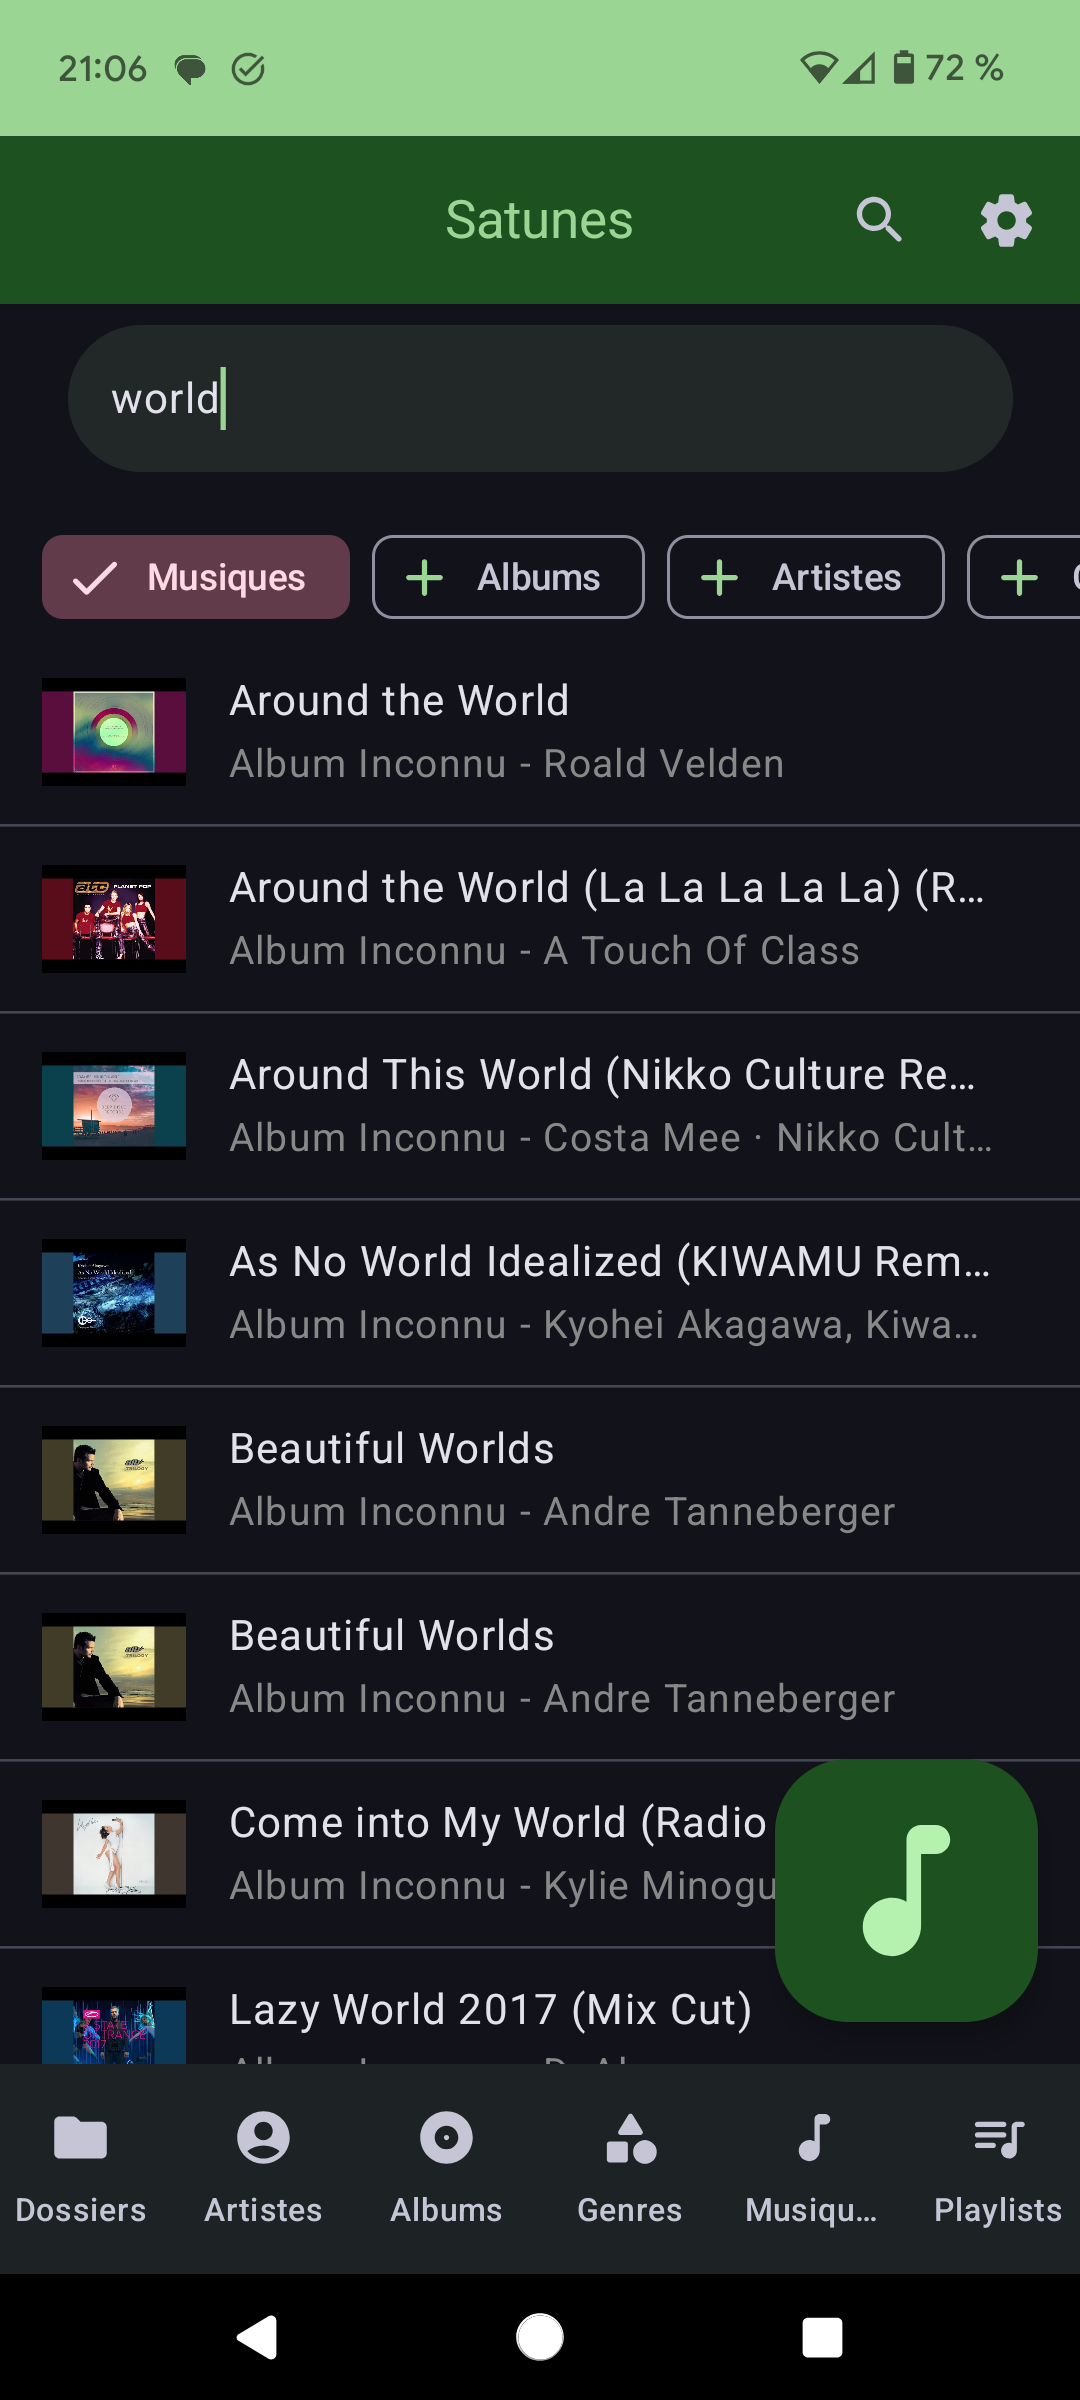 21:06
72 %
Satunes
world
Musiques
Albums
Artistes
Around the World
Album Inconnu - Roald Velden
Around the World (La La La La La) (R…
Album Inconnu - A Touch Of Class
Around This World (Nikko Culture Re…
Album Inconnu - Costa Mee · Nikko Cult…
As No World Idealized (KIWAMU Rem…
Album Inconnu - Kyohei Akagawa, Kiwa…
Beautiful Worlds
Album Inconnu - Andre Tanneberger
Beautiful Worlds
Album Inconnu - Andre Tanneberger
Come into My World (Radio
Album Inconnu - Kylie Minogu
Lazy World 2017 (Mix Cut)
Dossiers
Artistes
Albums
Genres
Musiqu…
Playlists